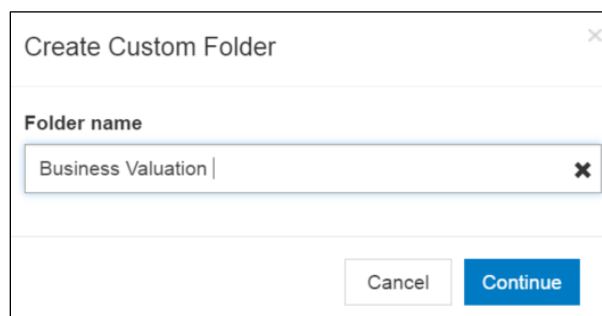 Create Custom Folder
Folder name
Business Valuation
Cancel Continue